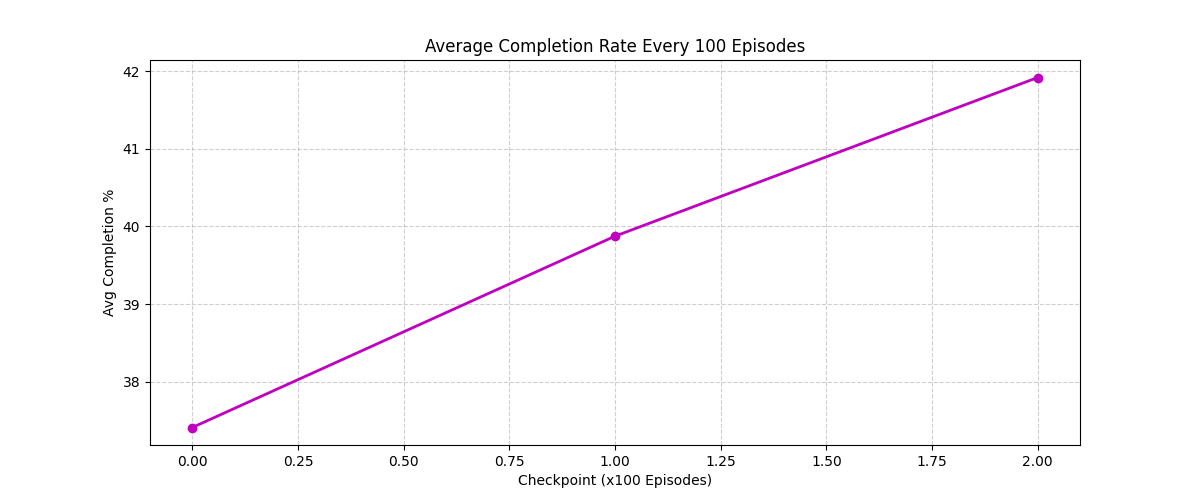 Average Completion Rate Every 100 Episodes
Avg Completion %
42
41
40
39
38
0.00 0.25 0.50 0.75 1.00 1.25 1.50 1.75 2.00
Checkpoint (x100 Episodes)